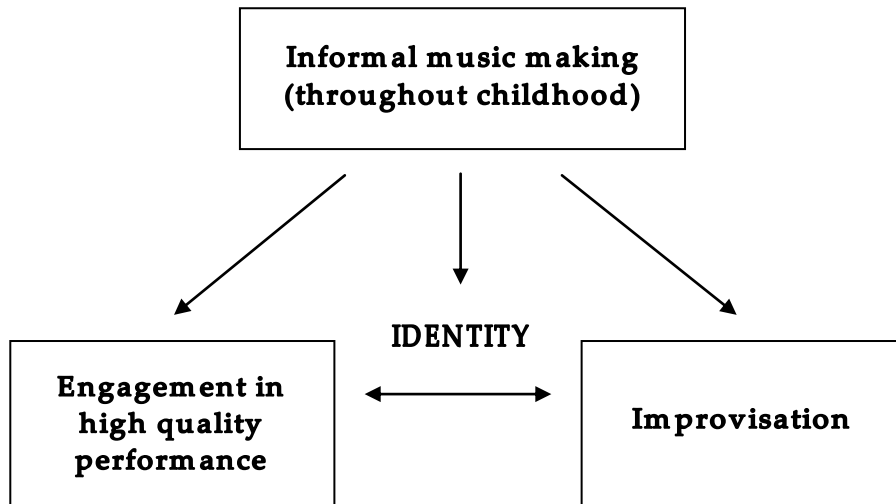 Informal music making
(throughout childhood)
IDENTITY
Engagement in
high quality
performance
Improvisation